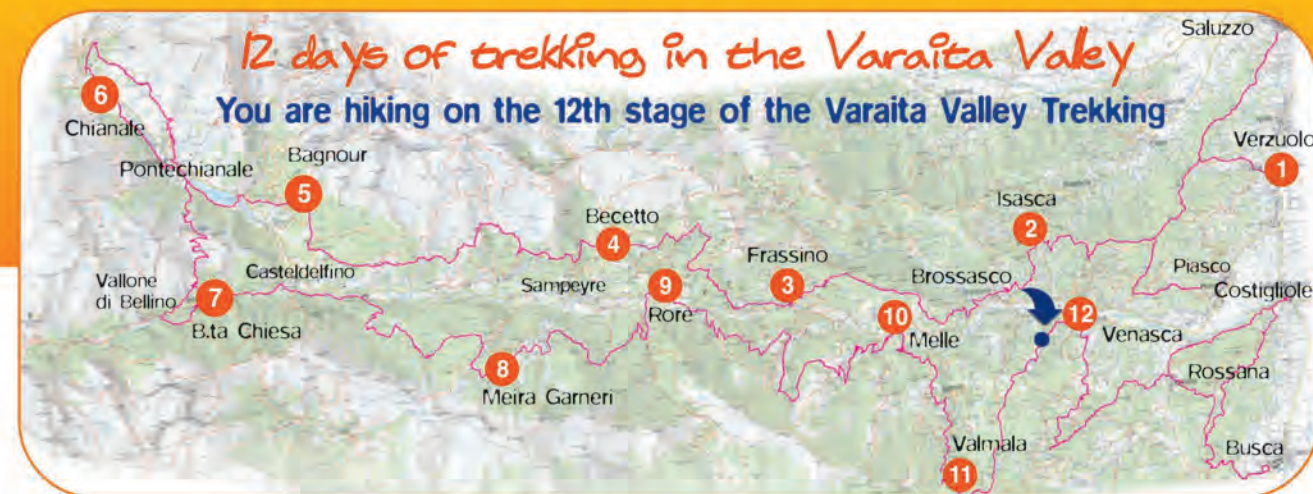 12 days of trekking in the Varaita Valley
You are hiking on the 12th stage of the Varaita Valley Trekking
Saluzzo
6
Chianale
Verzuolo
1
Pontechianale
Bagnour
5
Isasca
2
Becetto
4
Frassino
3
Brossasco
Piasco
Costigliole
Vallone
di Bellino
7
Casteldelfino
B.ta Chiesa
Sampeyre
9
Rorè
10
Melle
12
Venasca
8
Meira Garneri
Rossana
Valmala
11
Busca